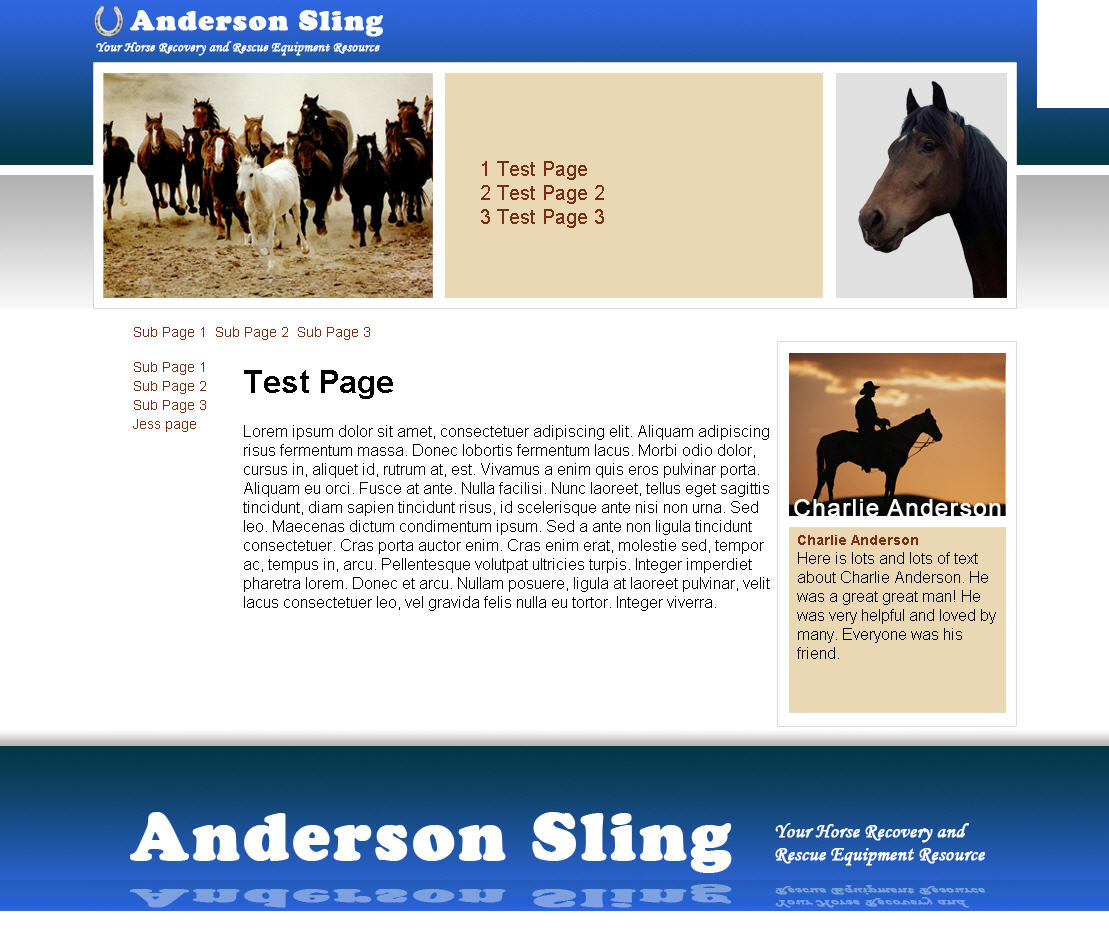 Anderson Sling
Your Horse Recovery and Rescue Equipment Resource
1 Test Page
2 Test Page 2
3 Test Page 3
Sub Page 1 Sub Page 2 Sub Page 3
Sub Page 1
Sub Page 2
Sub Page 3
Jess page
Test Page
Lorem ipsum dolor sit amet, consectetuer adipiscing elit. Aliquam adipiscing
risus fermentum massa. Donec lobortis fermentum lacus. Morbi odio dolor,
cursus in, aliquet id, rutrum at, est. Vivamus a enim quis eros pulvinar porta.
Aliquam eu orci. Fusce at ante. Nulla facilisi. Nunc laoreet, tellus eget sagittis
tincidunt, diam sapien tincidunt risus, id scelerisque ante nisi non urna. Sed
leo. Maecenas dictum condimentum ipsum. Sed a ante non ligula tincidunt
consectetuer. Cras porta auctor enim. Cras enim erat, molestie sed, tempor
ac, tempus in, arcu. Pellentesque volutpat ultricies turpis. Integer imperdiet
pharetra lorem. Donec et arcu. Nullam posuere, ligula at laoreet pulvinar, velit
lacus consectetuer leo, vel gravida felis nulla eu tortor. Integer viverra.
Charlie Anderson
Charlie Anderson
Here is lots and lots of text
about Charlie Anderson. He
was a great great man! He
was very helpful and loved by
many. Everyone was his
friend.
Anderson Sling
Your Horse Recovery and
Rescue Equipment Resource